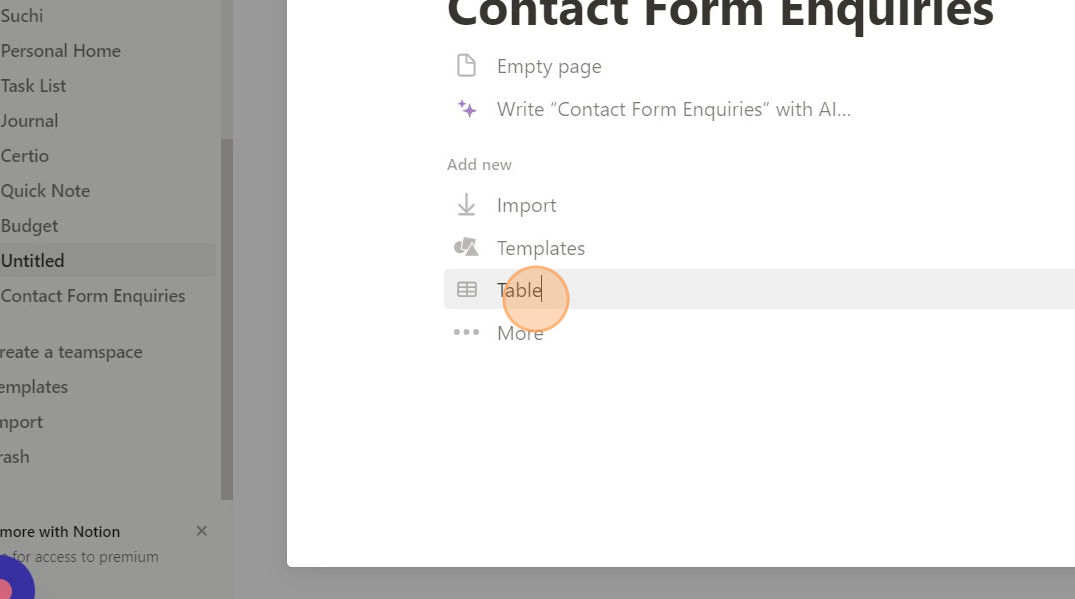 Suchi
Personal Home
Task List
Journal
Certio
Quick Note
Budget
Untitled
Contact Form Enquiries
reate a teamspace
emplates
mport
rash
more with Notion
for access to premium
Contact Form Enquiries
Empty page
Write “Contact Form Enquiries” with AI...
Add new
Import
Templates
Table
More